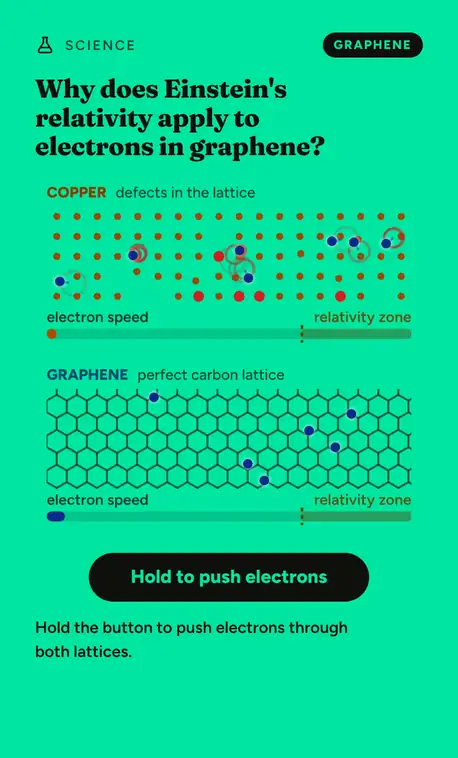 SCIENCE
GRAPHENE
Why does Einstein's
relativity apply to
electrons in graphene?
COPPER defects in the lattice
electron speed
relativity zone
GRAPHENE perfect carbon lattice
electron speed
relativity zone
Hold to push electrons
Hold the button to push electrons through
both lattices.